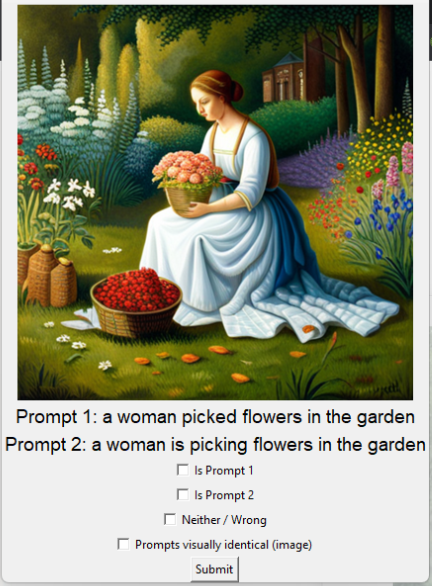 Prompt 1: a woman picked flowers in the garden
Prompt 2: a woman is picking flowers in the garden
Is Prompt 1
Is Prompt 2
Neither / Wrong
Prompts visually identical (image)
Submit